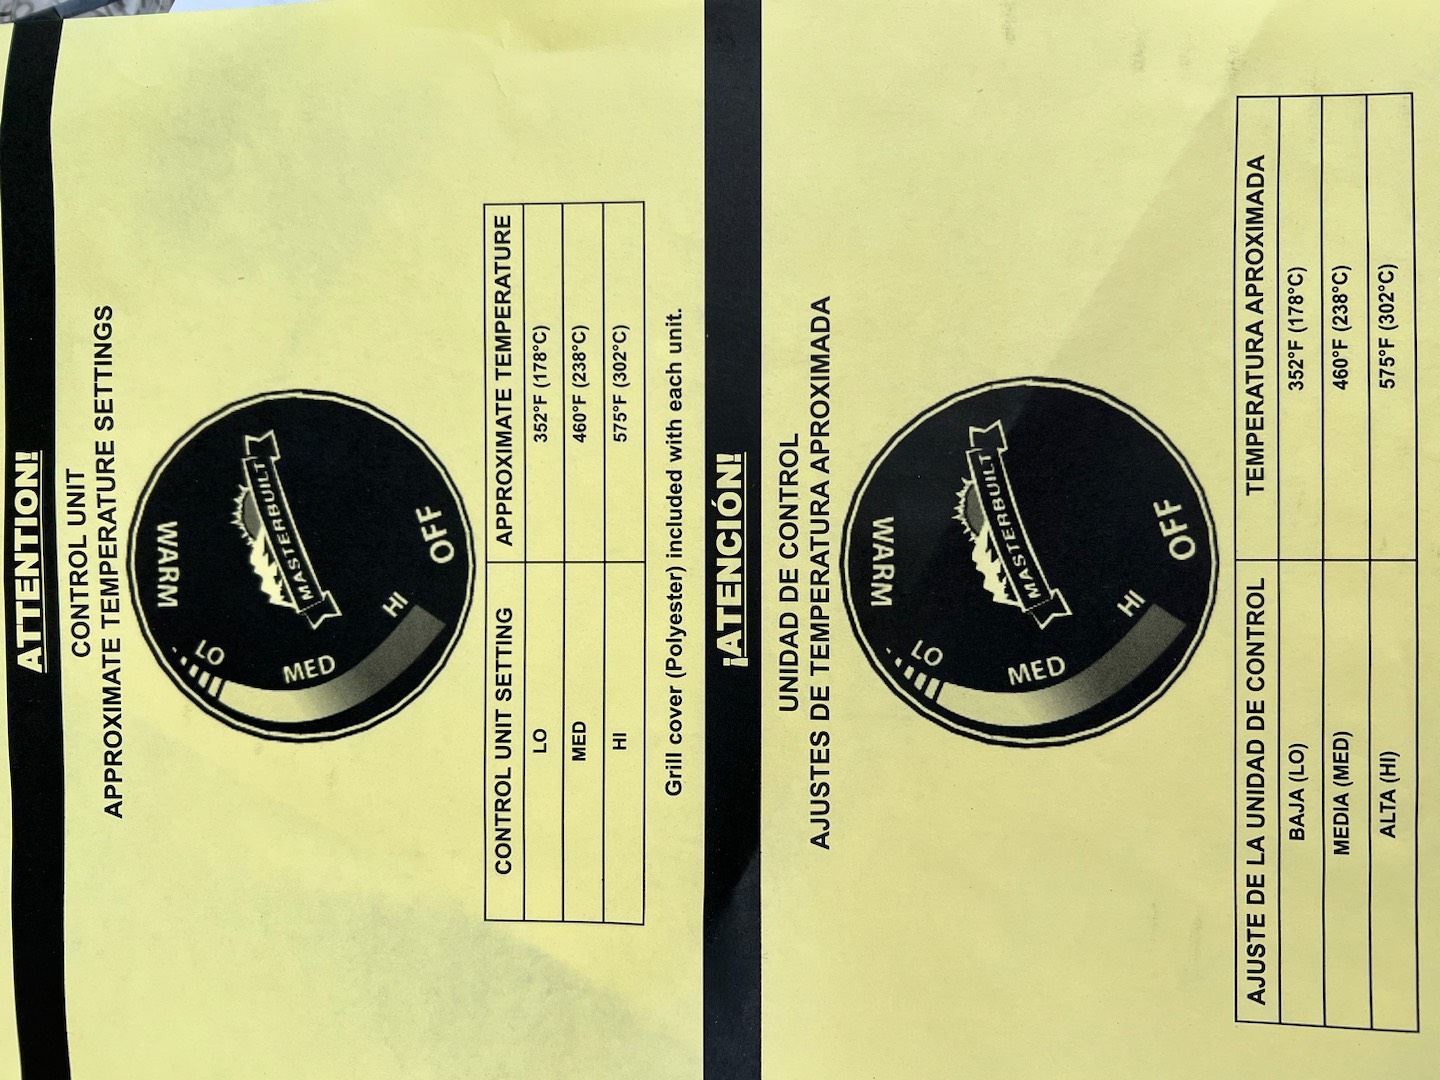 ATTENTION!
CONTROL UNIT
APPROXIMATE TEMPERATURE SETTINGS
WARM
LO
MED
HI
OFF
MASTERBUILT
CONTROL UNIT SETTING APPROXIMATE TEMPERATURE
LO 352°F (178°C)
MED 460°F (238°C)
HI 575°F (302°C)
Grill cover (Polyester) included with each unit.
¡ATENCIÓN!
UNIDAD DE CONTROL
AJUSTES DE TEMPERATURA APROXIMADA
WARM
LO
MED
HI
OFF
MASTERBUILT
AJUSTE DE LA UNIDAD DE CONTROL TEMPERATURA APROXIMADA
BAJA (LO) 352°F (178°C)
MEDIA (MED) 460°F (238°C)
ALTA (HI) 575°F (302°C)